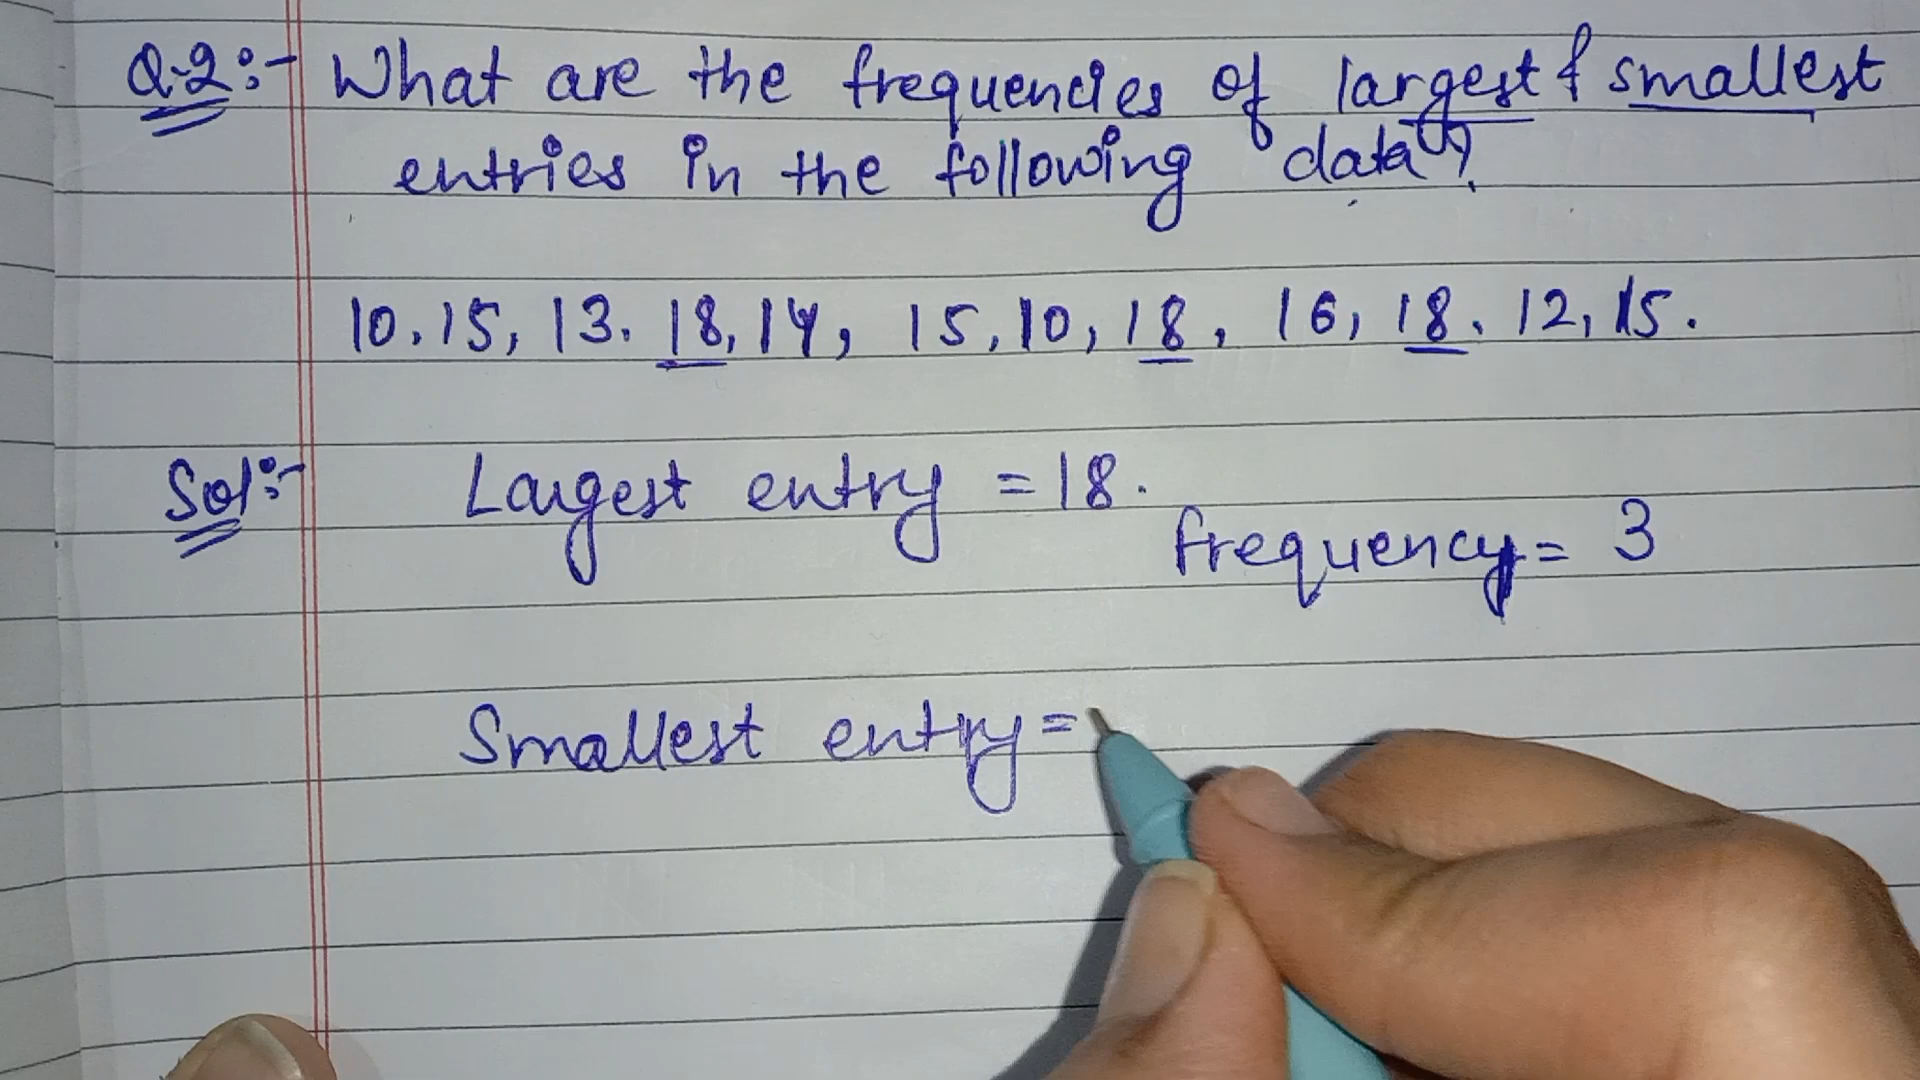 Q.2:- What are the frequencies of largest & smallest
entries in the following data?
10, 15, 13, 18, 14, 15, 10, 18, 16, 18, 12, 15.
Sol:- Largest entry = 18.
frequency = 3
Smallest entry =